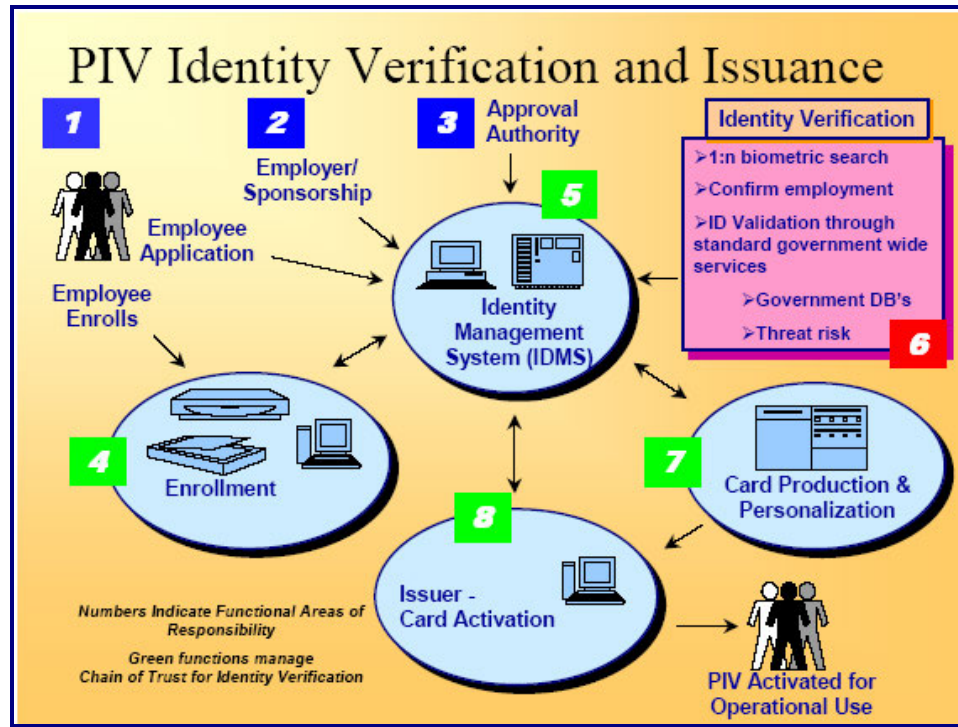 PIV Identity Verification and Issuance
1
2
3
Approval
Authority
Identity Verification
➢1:n biometric search
➢Confirm employment
➢ID Validation through
standard government wide
services
➢Government DB's
➢Threat risk
6
Employer/
Sponsorship
5
Employee
Application
Employee
Enrolls
Identity
Management
System (IDMS)
4
Enrollment
7
Card Production &
Personalization
8
Issuer -
Card Activation
Numbers Indicate Functional Areas of
Responsibility
Green functions manage
Chain of Trust for Identity Verification
PIV Activated for
Operational Use